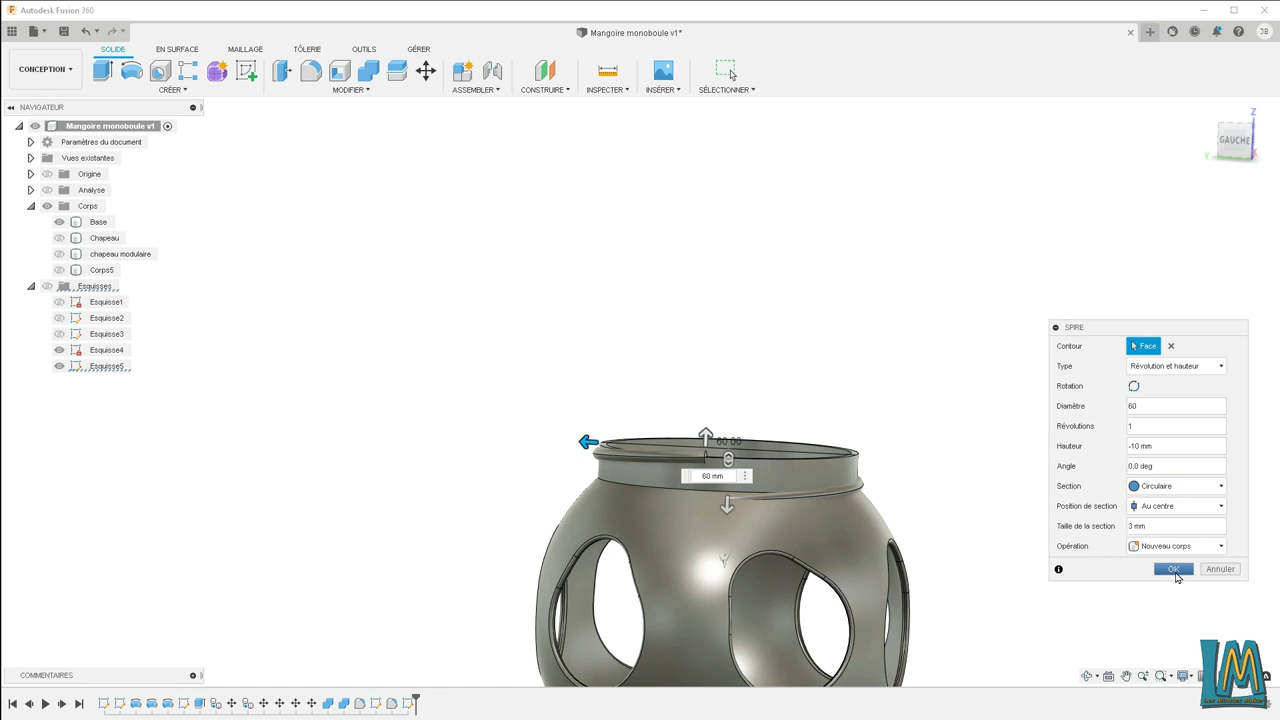 Autodesk Fusion 360
Mangoire monoboule v1*
JB
CONCEPTION
SOLIDE
EN SURFACE
MAILLAGE
TÔLERIE
OUTILS
GÉRER
CRÉER
MODIFIER
ASSEMBLER
CONSTRUIRE
INSPECTER
INSÉRER
SÉLECTIONNER
NAVIGATEUR
Mangoire monoboule v1
Paramètres du document
Vues existantes
Origine
Analyse
Corps
Base
Chapeau
chapeau modulaire
Corps5
Esquisses
Esquisse1
Esquisse2
Esquisse3
Esquisse4
Esquisse5
Z
GAUCHE
Y
X
60.00
60 mm
SPIRE
Contour Face
Type Révolution et hauteur
Rotation
Diamètre 60
Révolutions 1
Hauteur -10 mm
Angle 0.0 deg
Section Circulaire
Position de section Au centre
Taille de la section 3 mm
Opération Nouveau corps
OK Annuler
COMMENTAIRES
LM